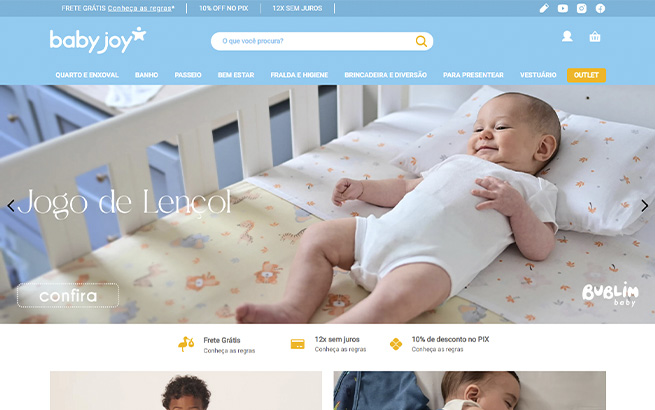 FRETE GRÁTIS Conheça as regras*
10% OFF NO PIX
12X SEM JUROS
baby joy
O que você procura?
QUARTO E ENXOVAL BANHO PASSEIO BEM ESTAR FRALDA E HIGIENE BRINCADEIRA E DIVERSÃO PARA PRESENTEAR VESTUÁRIO OUTLET
Jogo de Lençol
confira
BUBLIM
baby
Frete Grátis
Conheça as regras
12x sem juros
Conheça as regras
10% de desconto no PIX
Conheça as regras